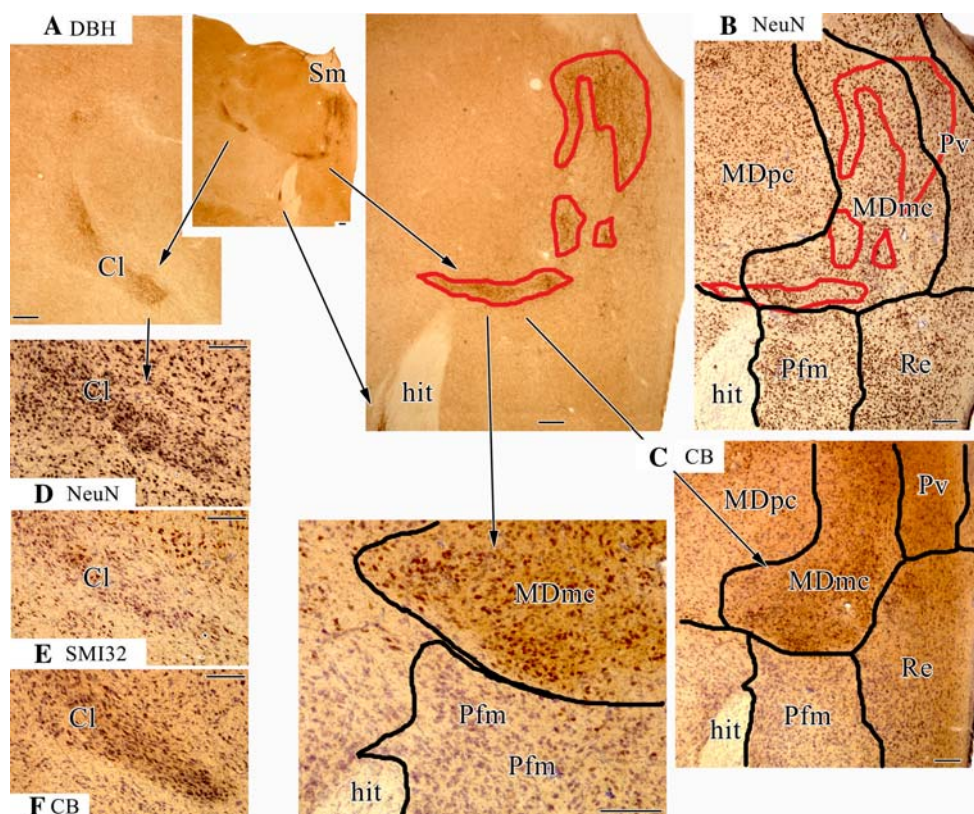 A DBH
Sm
B NeuN
Pv
MDpc
MDmc
Cl
hit
Pfm
Re
hit
Cl
C CB
D NeuN
MDpc
Pv
Cl
MDmc
MDmc
E SMI32
Re
Cl
Pfm
Pfm
Pfm
hit
hit
F CB